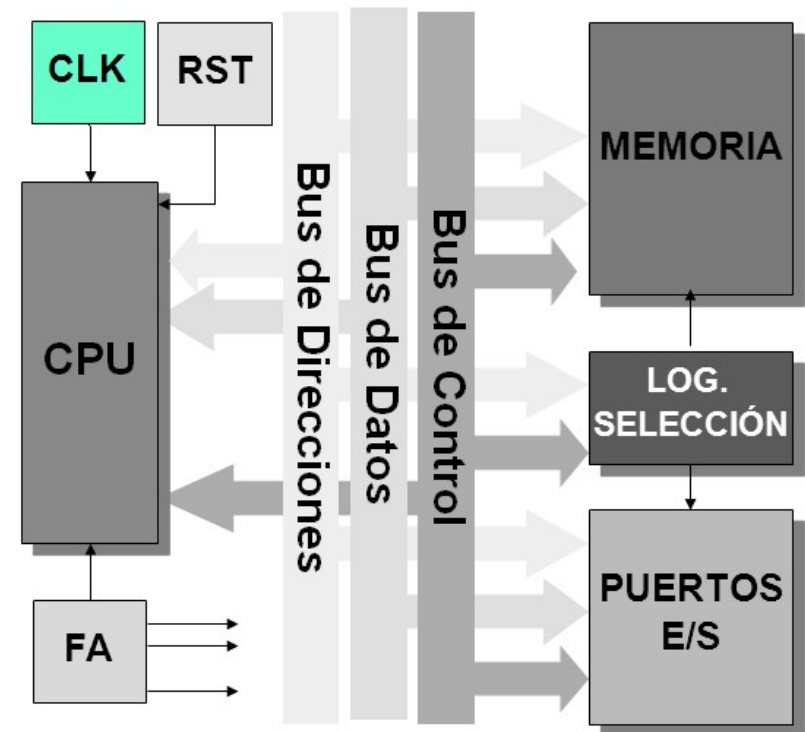 CLK
RST
CPU
FA
Bus de Direcciones
Bus de Datos
Bus de Control
MEMORIA
LOG.
SELECCIÓN
PUERTOS
E/S